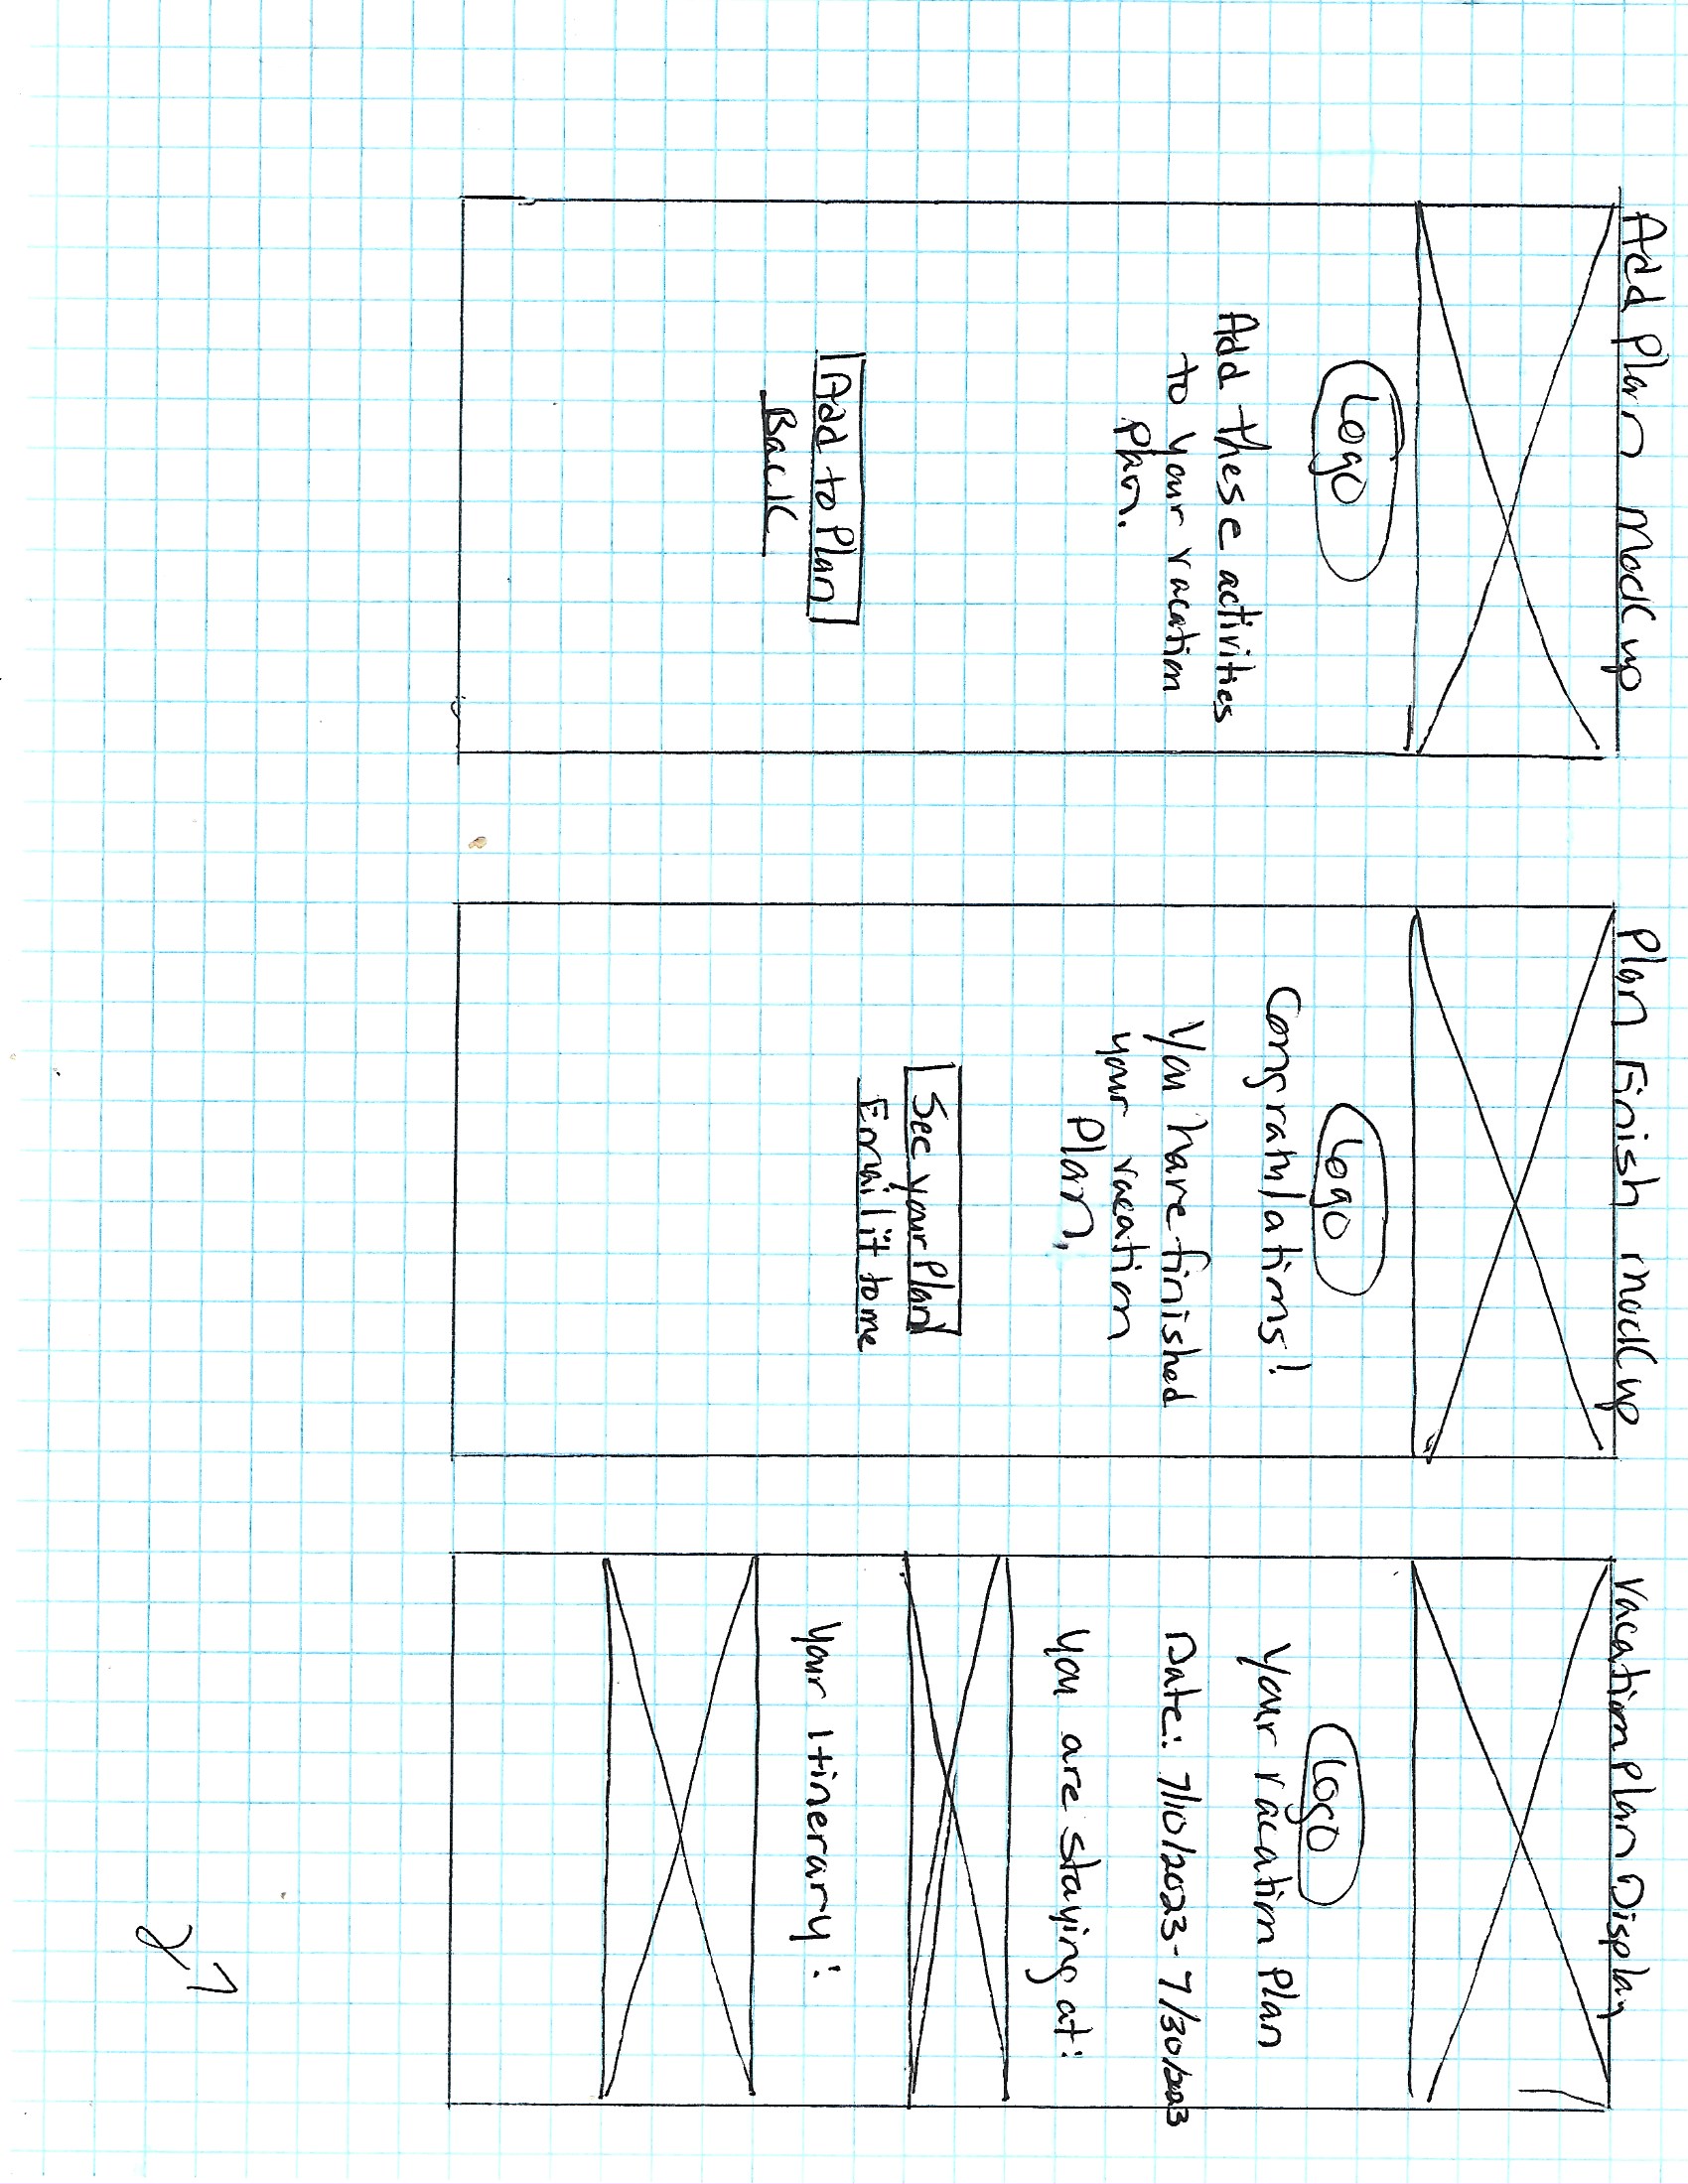 Add Plan mockup
Logo
Add these activities
to your vacation
Plan.
Add to Plan
Back
Plan Finish mockup
Logo
Congratulations!
You have finished
your vacation
Plan.
See your Plan
Email it to me
Vacation Plan Display
Logo
Your vacation Plan
Date: 7/10/2023 - 7/30/2023
You are staying at:
Your Itinerary: